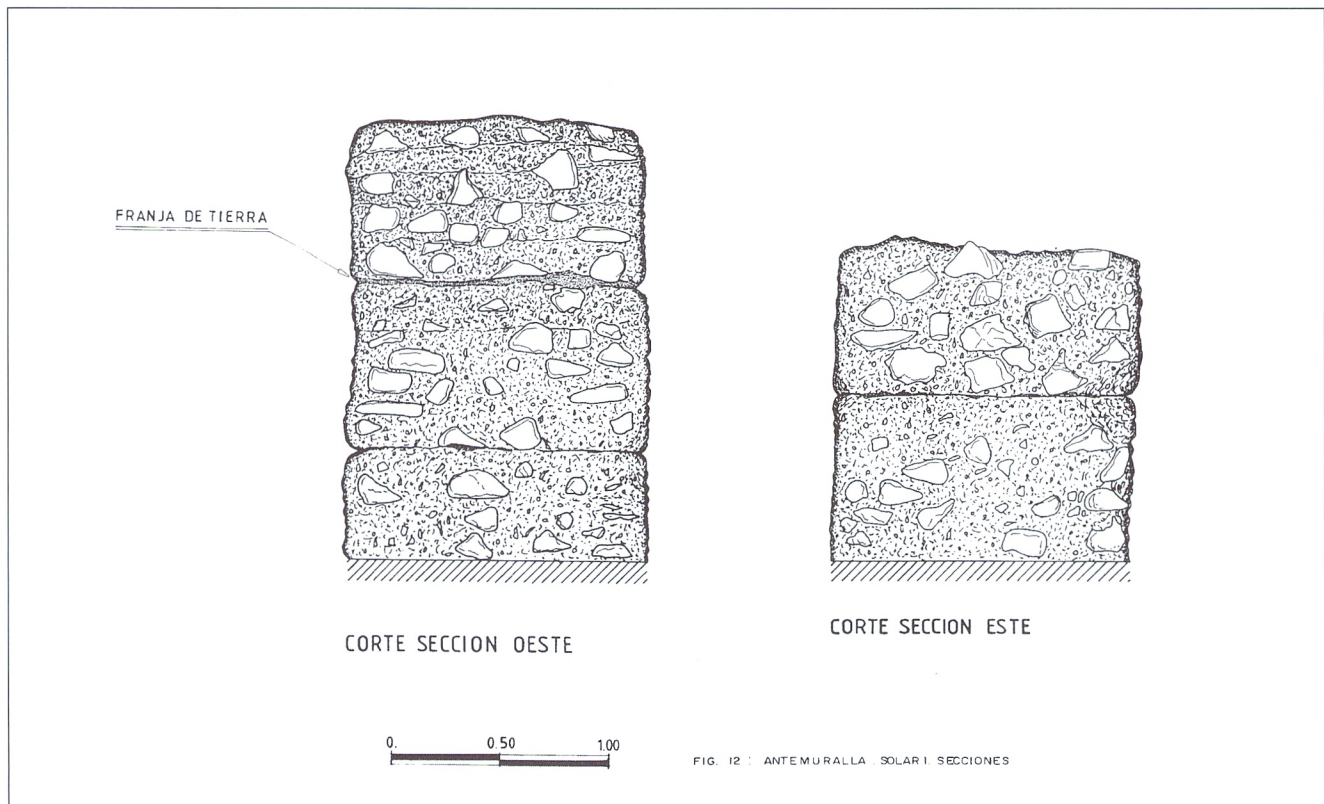 FRANJA DE TIERRA
CORTE SECCION OESTE
CORTE SECCION ESTE
0. 0.50 1.00
FIG. 12 : ANTEMURALLA . SOLAR I. SECCIONES